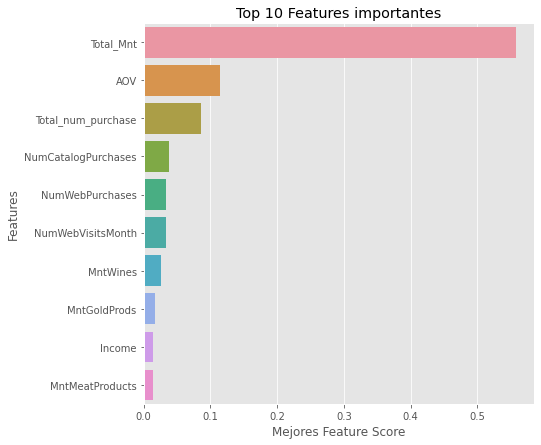 Top 10 Features importantes
Total_Mnt
AOV
Total_num_purchase
NumCatalogPurchases
NumWebPurchases
NumWebVisitsMonth
MntWines
MntGoldProds
Income
MntMeatProducts
Features
0.0 0.1 0.2 0.3 0.4 0.5
Mejores Feature Score